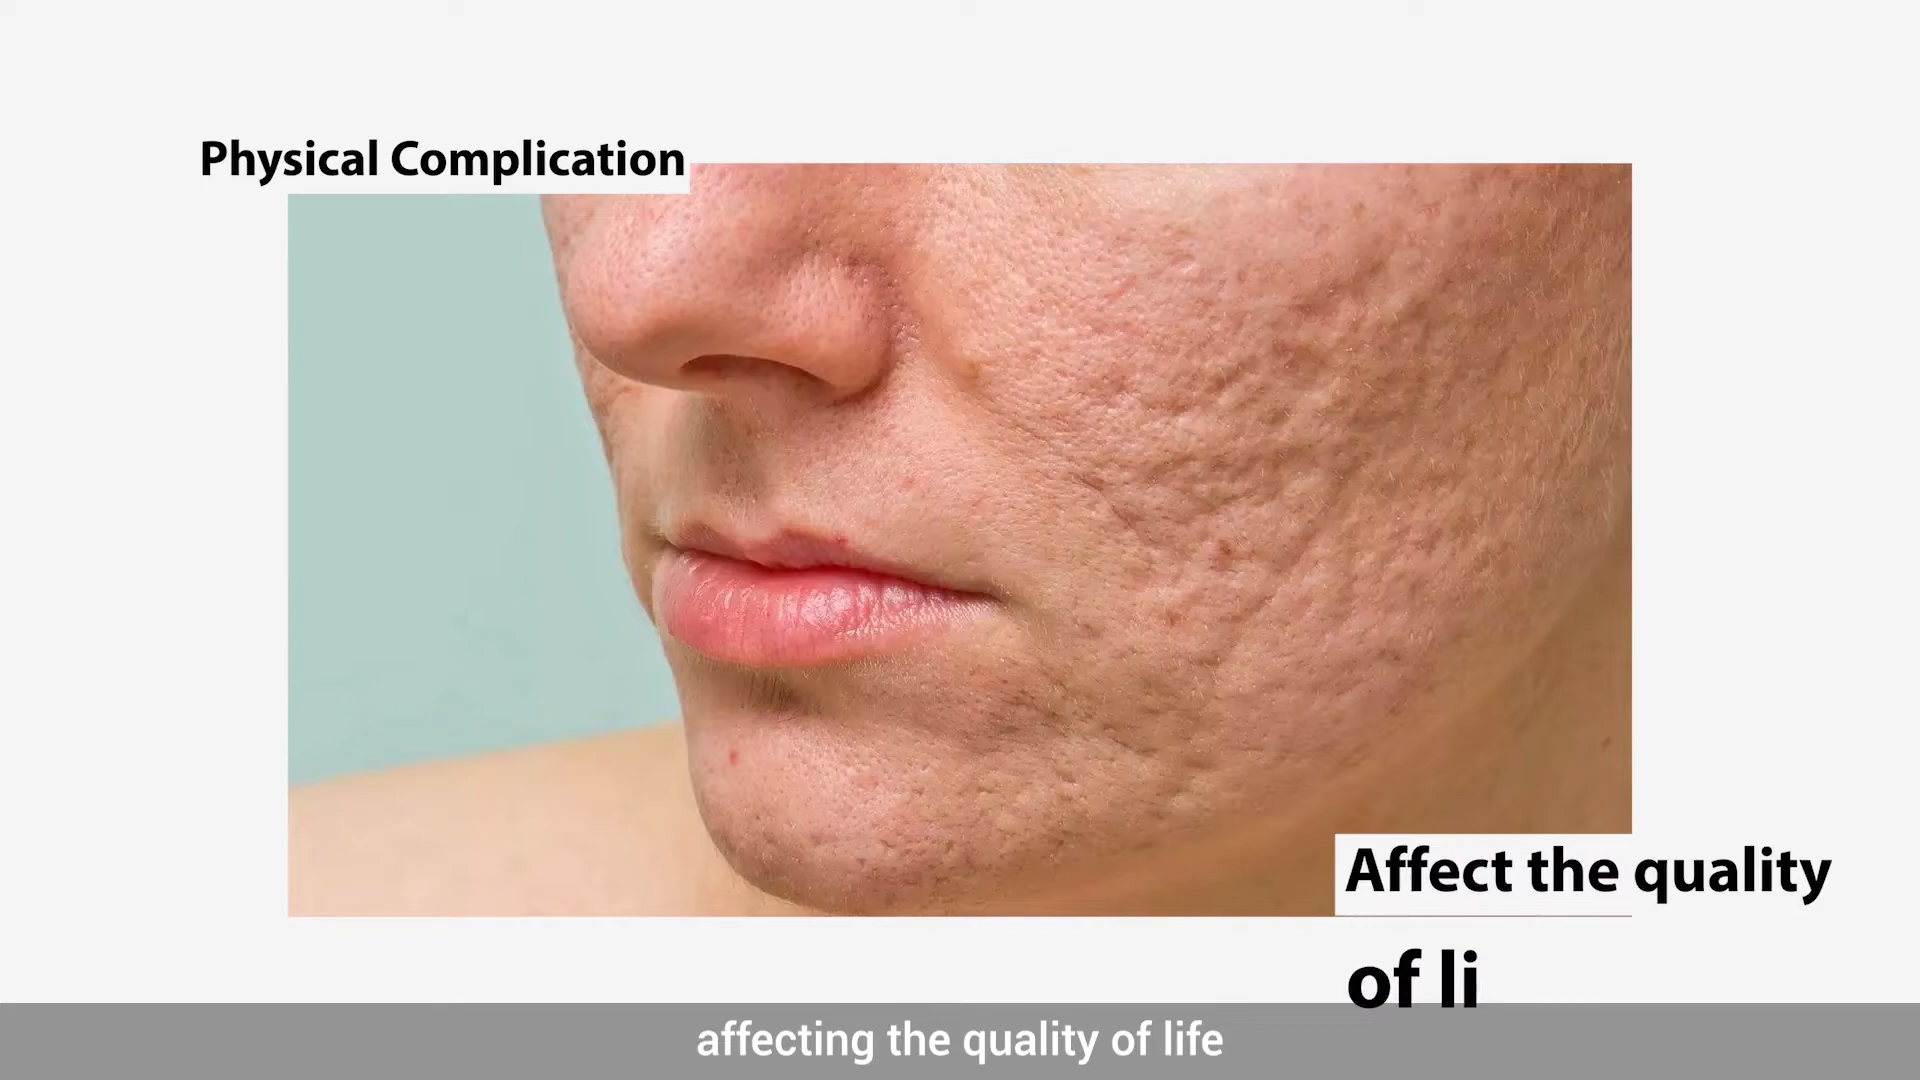 Physical Complication
Affect the quality
of li
affecting the quality of life